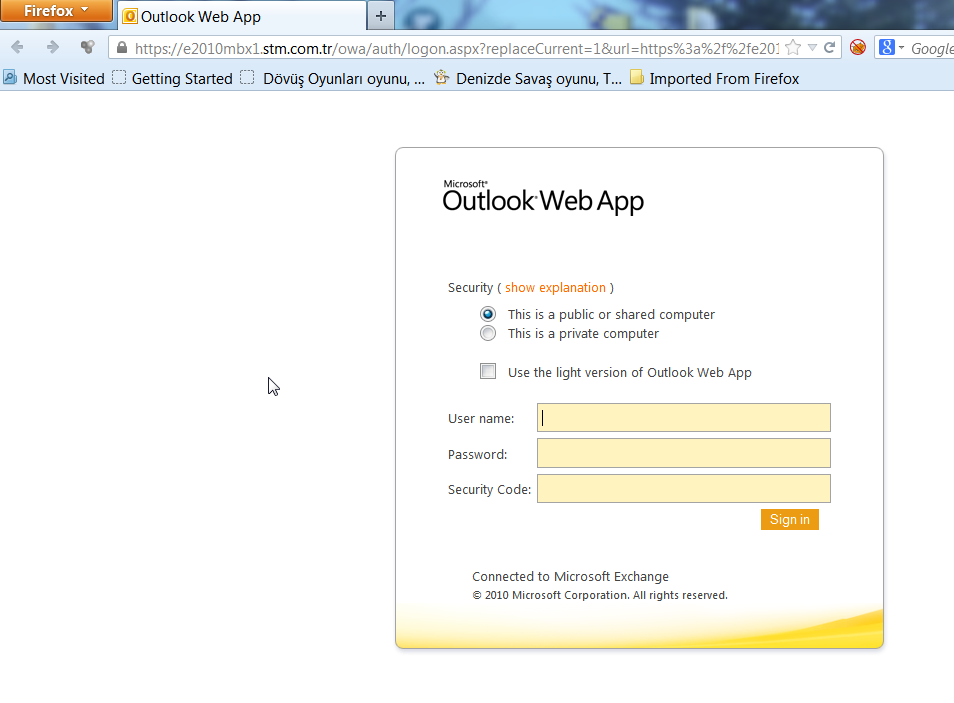 Firefox
Outlook Web App
https://e2010mbx1.stm.com.tr/owa/auth/logon.aspx?replaceCurrent=1&url=https%3a%2f%2fe201
Google
Most Visited
Getting Started
Dövüş Oyunları oyunu, ...
Denizde Savaş oyunu, T...
Imported From Firefox
Microsoft®
Outlook® Web App
Security ( show explanation )
This is a public or shared computer
This is a private computer
Use the light version of Outlook Web App
User name:
Password:
Security Code:
Sign in
Connected to Microsoft Exchange
© 2010 Microsoft Corporation. All rights reserved.